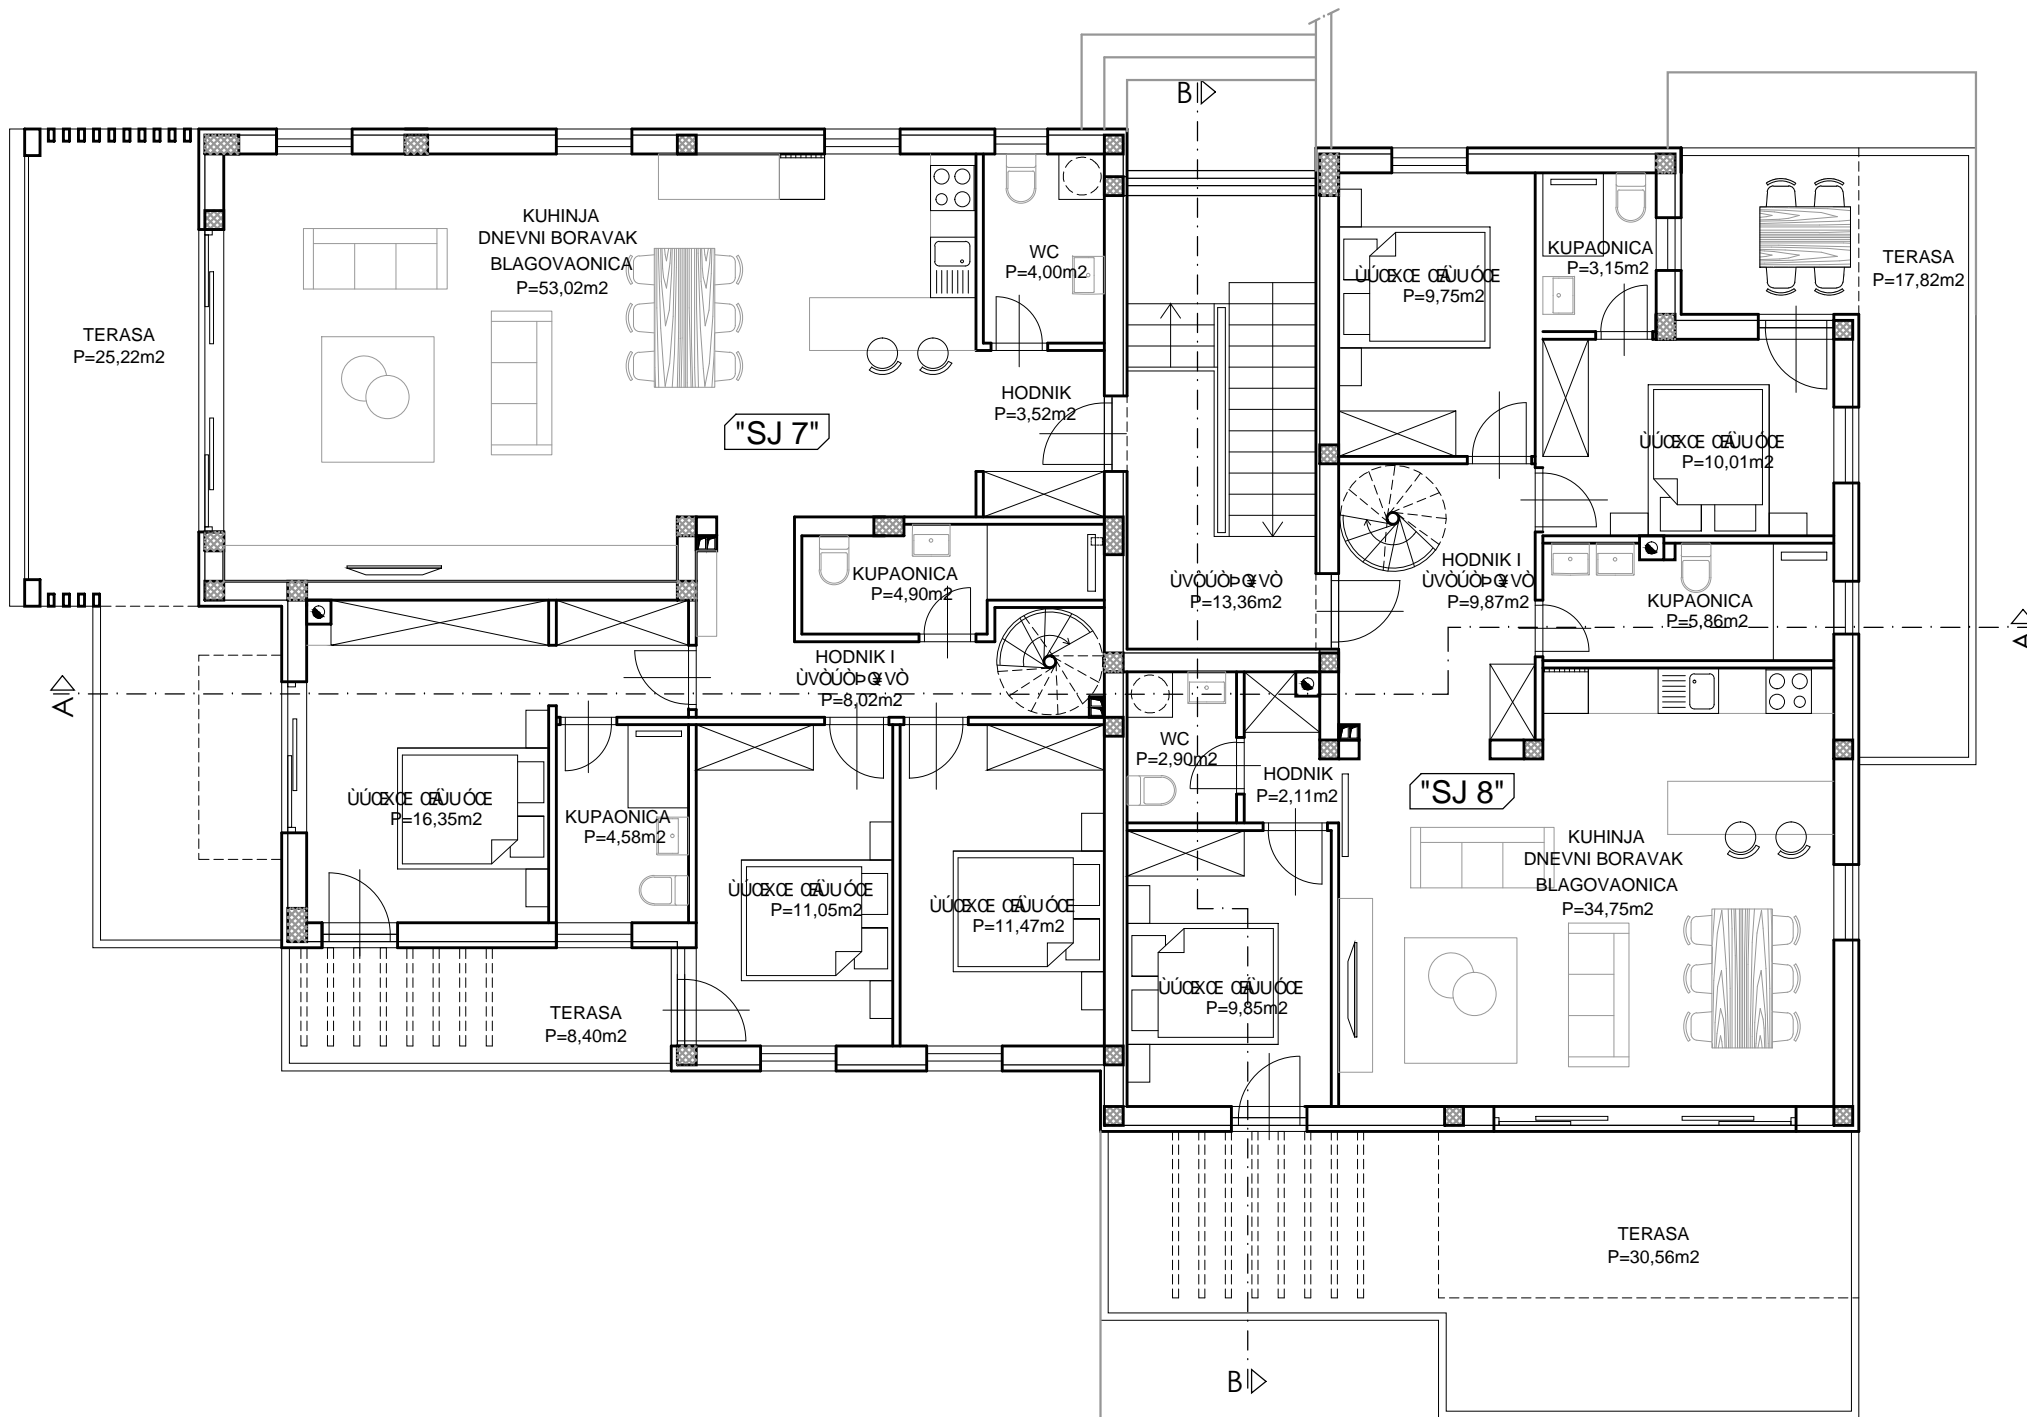 B
KUHINJA
DNEVNI BORAVAK
BLAGOVAONICA
P=53,02m2
WC
P=4,00m2
TERASA
P=25,22m2
HODNIK
P=3,52m2
"SJ 7"
P=9,75m2
KUPAONICA
P=3,15m2
TERASA
P=17,82m2
P=10,01m2
KUPAONICA
P=4,90m2
P=13,36m2
HODNIK I
P=9,87m2
KUPAONICA
P=5,86m2
A
HODNIK I
P=8,02m2
A
P=16,35m2
KUPAONICA
P=4,58m2
P=11,05m2
P=11,47m2
WC
P=2,90m2
HODNIK
P=2,11m2
"SJ 8"
KUHINJA
DNEVNI BORAVAK
BLAGOVAONICA
P=34,75m2
P=9,85m2
TERASA
P=8,40m2
TERASA
P=30,56m2
B